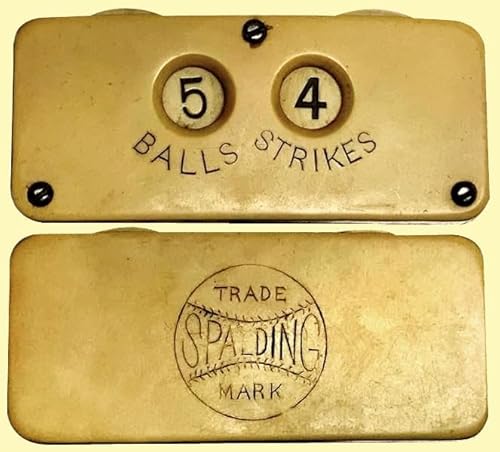 5 4
BALLS STRIKES
TRADE
SPALDING
MARK